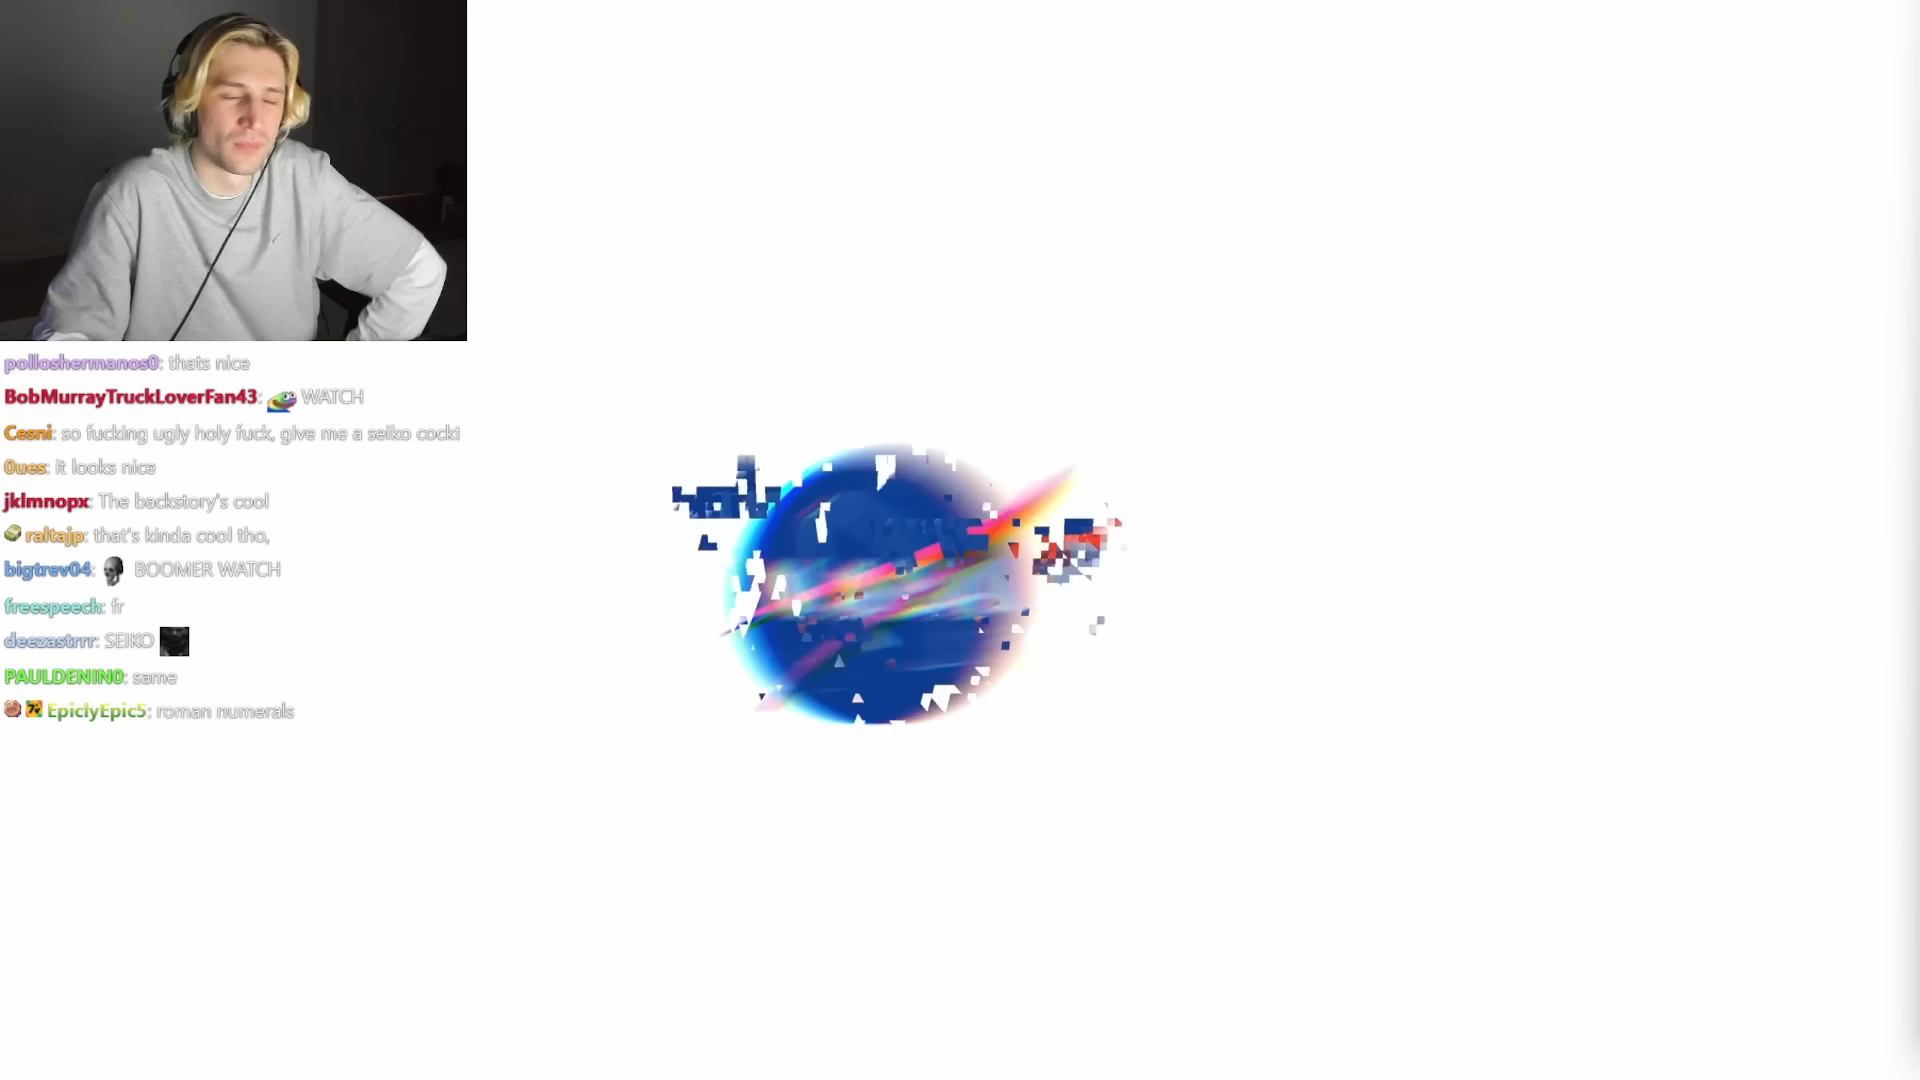 polloshermanos0: thats nice
BobMurrayTruckLoverFan43: WATCH
Cesni: so fucking ugly holy fuck, give me a seiko cock
0ues: it looks nice
jklmnopx: The backstory's cool
raltajp: that's kinda cool tho,
bigtrev04: BOOMER WATCH
freespeech: fr
deezastrrr: SEIKO
PAULDENIN0: same
EpiclyEpic5: roman numerals